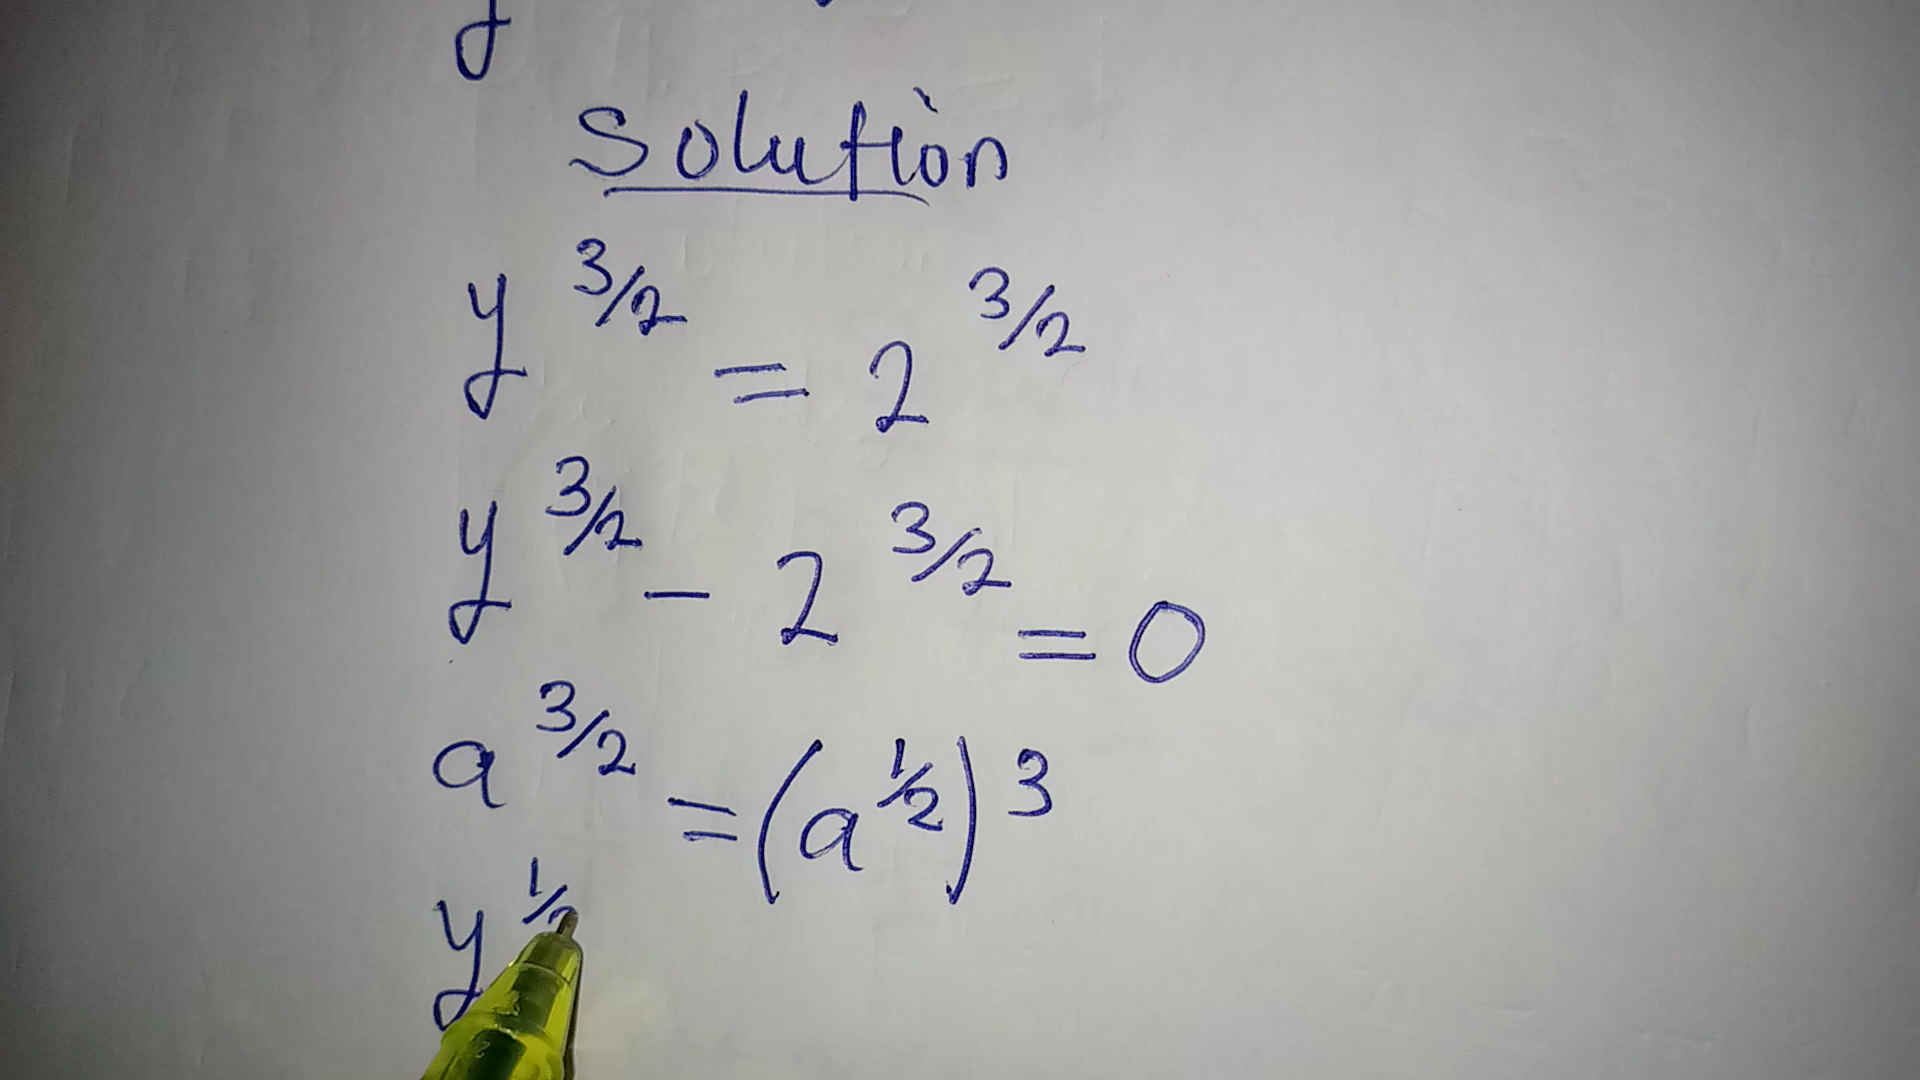 y
Solution
y^3/2 = 2^3/2
y^3/2 - 2^3/2 = 0
a^3/2 = (a^1/2)^3
y^1/2